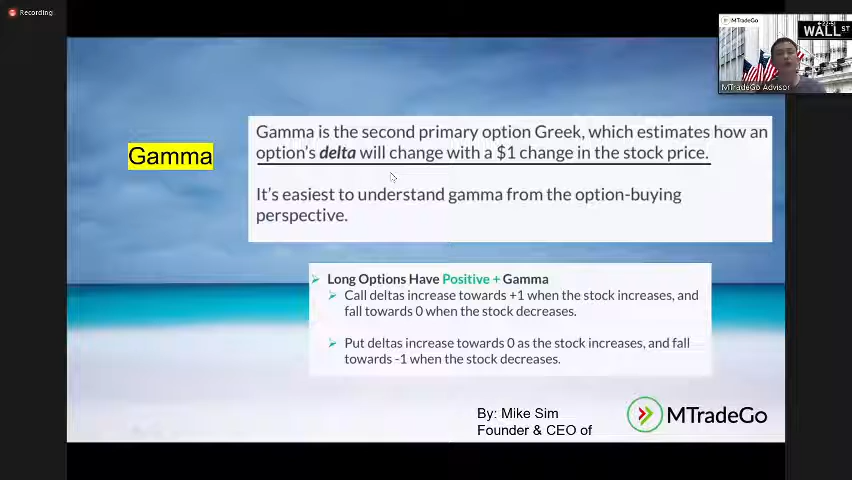 Recording
MTradeGo
WALL ST
MTradeGo Advisor
Gamma
Gamma is the second primary option Greek, which estimates how an
option's delta will change with a $1 change in the stock price.
It's easiest to understand gamma from the option-buying
perspective.
Long Options Have Positive + Gamma
Call deltas increase towards +1 when the stock increases, and
fall towards 0 when the stock decreases.
Put deltas increase towards 0 as the stock increases, and fall
towards -1 when the stock decreases.
By: Mike Sim
Founder & CEO of
MTradeGo